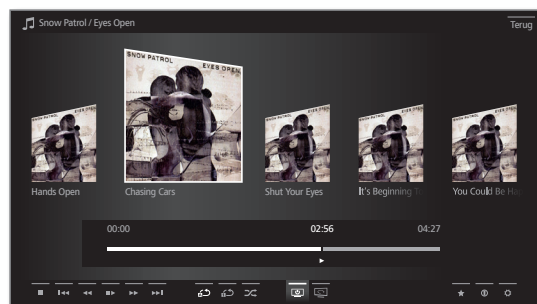 Snow Patrol / Eyes Open
Terug
SNOW PATROL EYES OPEN
Hands Open
Chasing Cars
Shut Your Eyes
It's Beginning T
You Could Be Ha
00:00
02:56
04:27